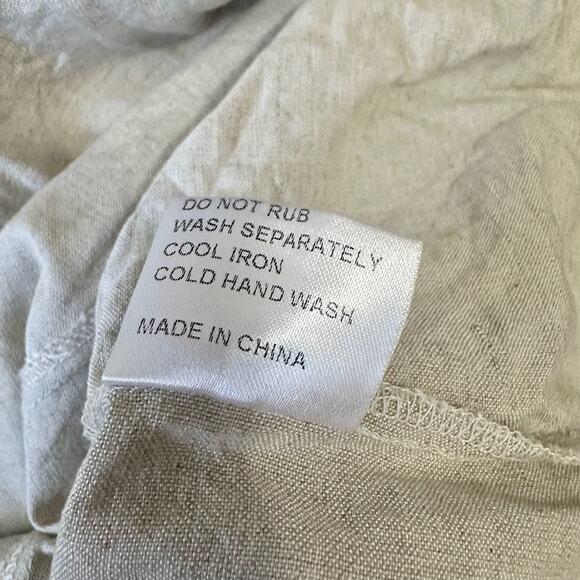 DO NOT RUB
WASH SEPARATELY
COOL IRON
COLD HAND WASH
MADE IN CHINA